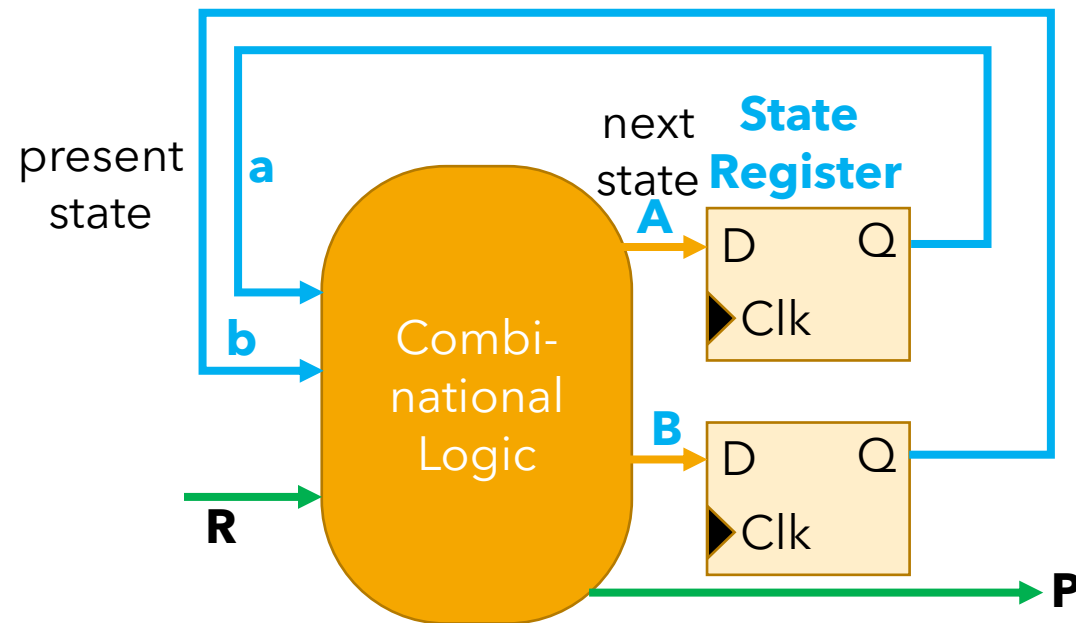 present
state
a
b
R
Combi-
national
Logic
next
state
State
Register
A
D
Q
Clk
B
D
Q
Clk
P